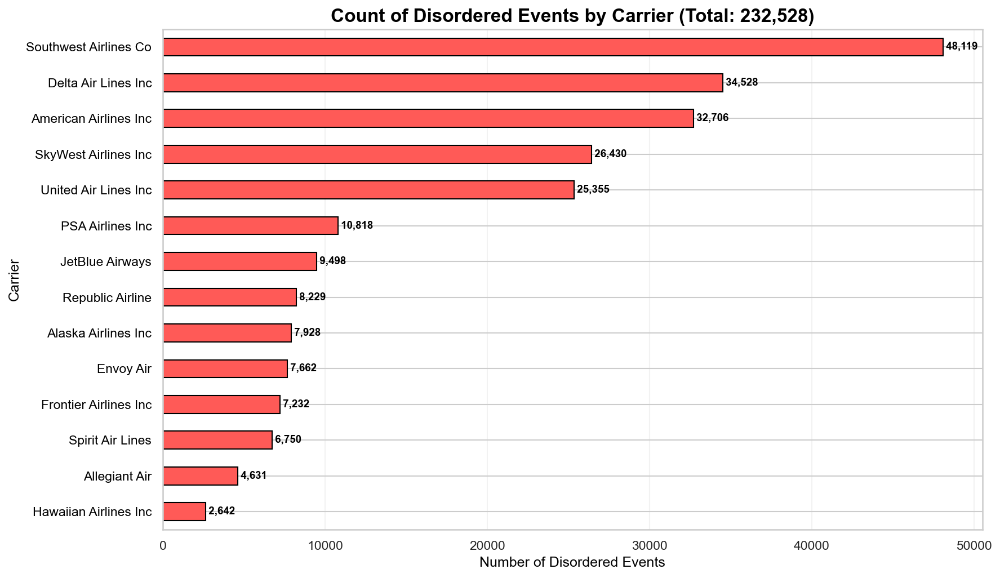 Count of Disordered Events by Carrier (Total: 232,528)
Southwest Airlines Co 48,119
Delta Air Lines Inc 34,528
American Airlines Inc 32,706
SkyWest Airlines Inc 26,430
United Air Lines Inc 25,355
PSA Airlines Inc 10,818
JetBlue Airways 9,498
Republic Airline 8,229
Alaska Airlines Inc 7,928
Envoy Air 7,662
Frontier Airlines Inc 7,232
Spirit Air Lines 6,750
Allegiant Air 4,631
Hawaiian Airlines Inc 2,642
Carrier
0 10000 20000 30000 40000 50000
Number of Disordered Events